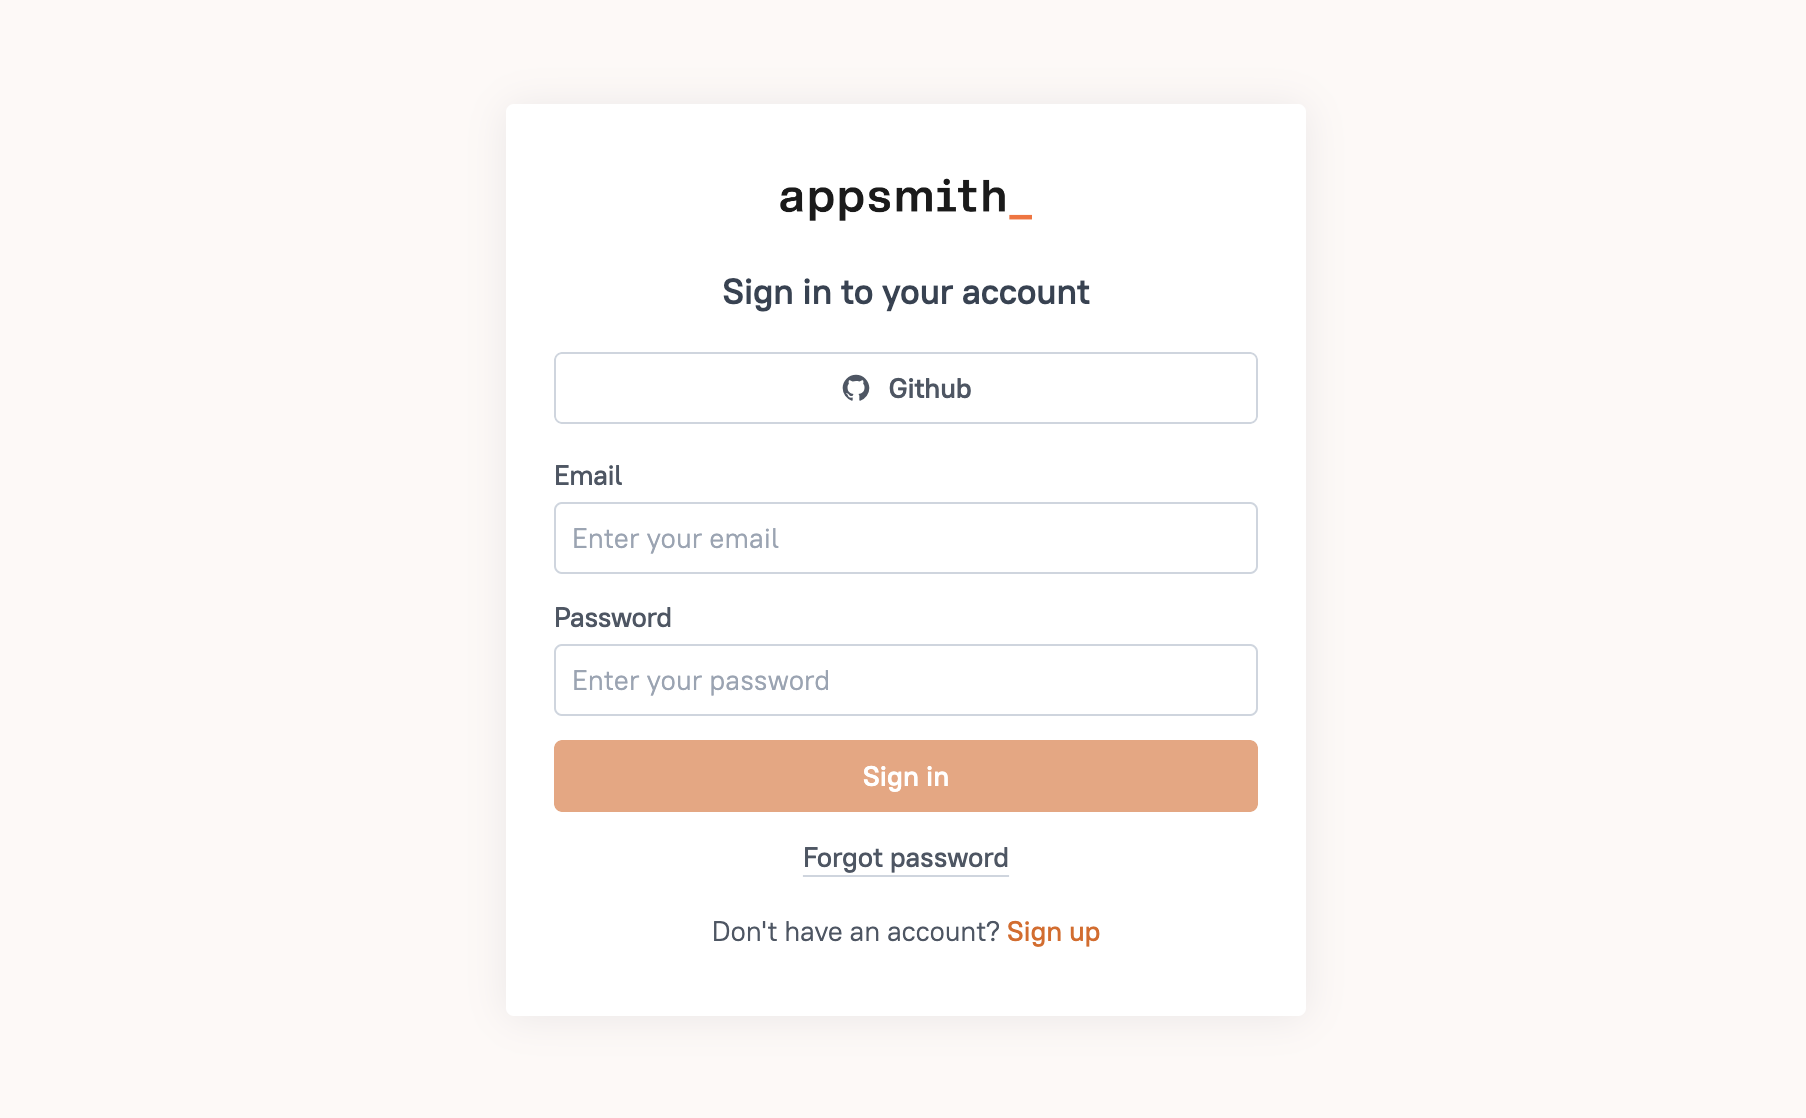 appsmith_
Sign in to your account
Github
Email
Enter your email
Password
Enter your password
Sign in
Forgot password
Don't have an account? Sign up